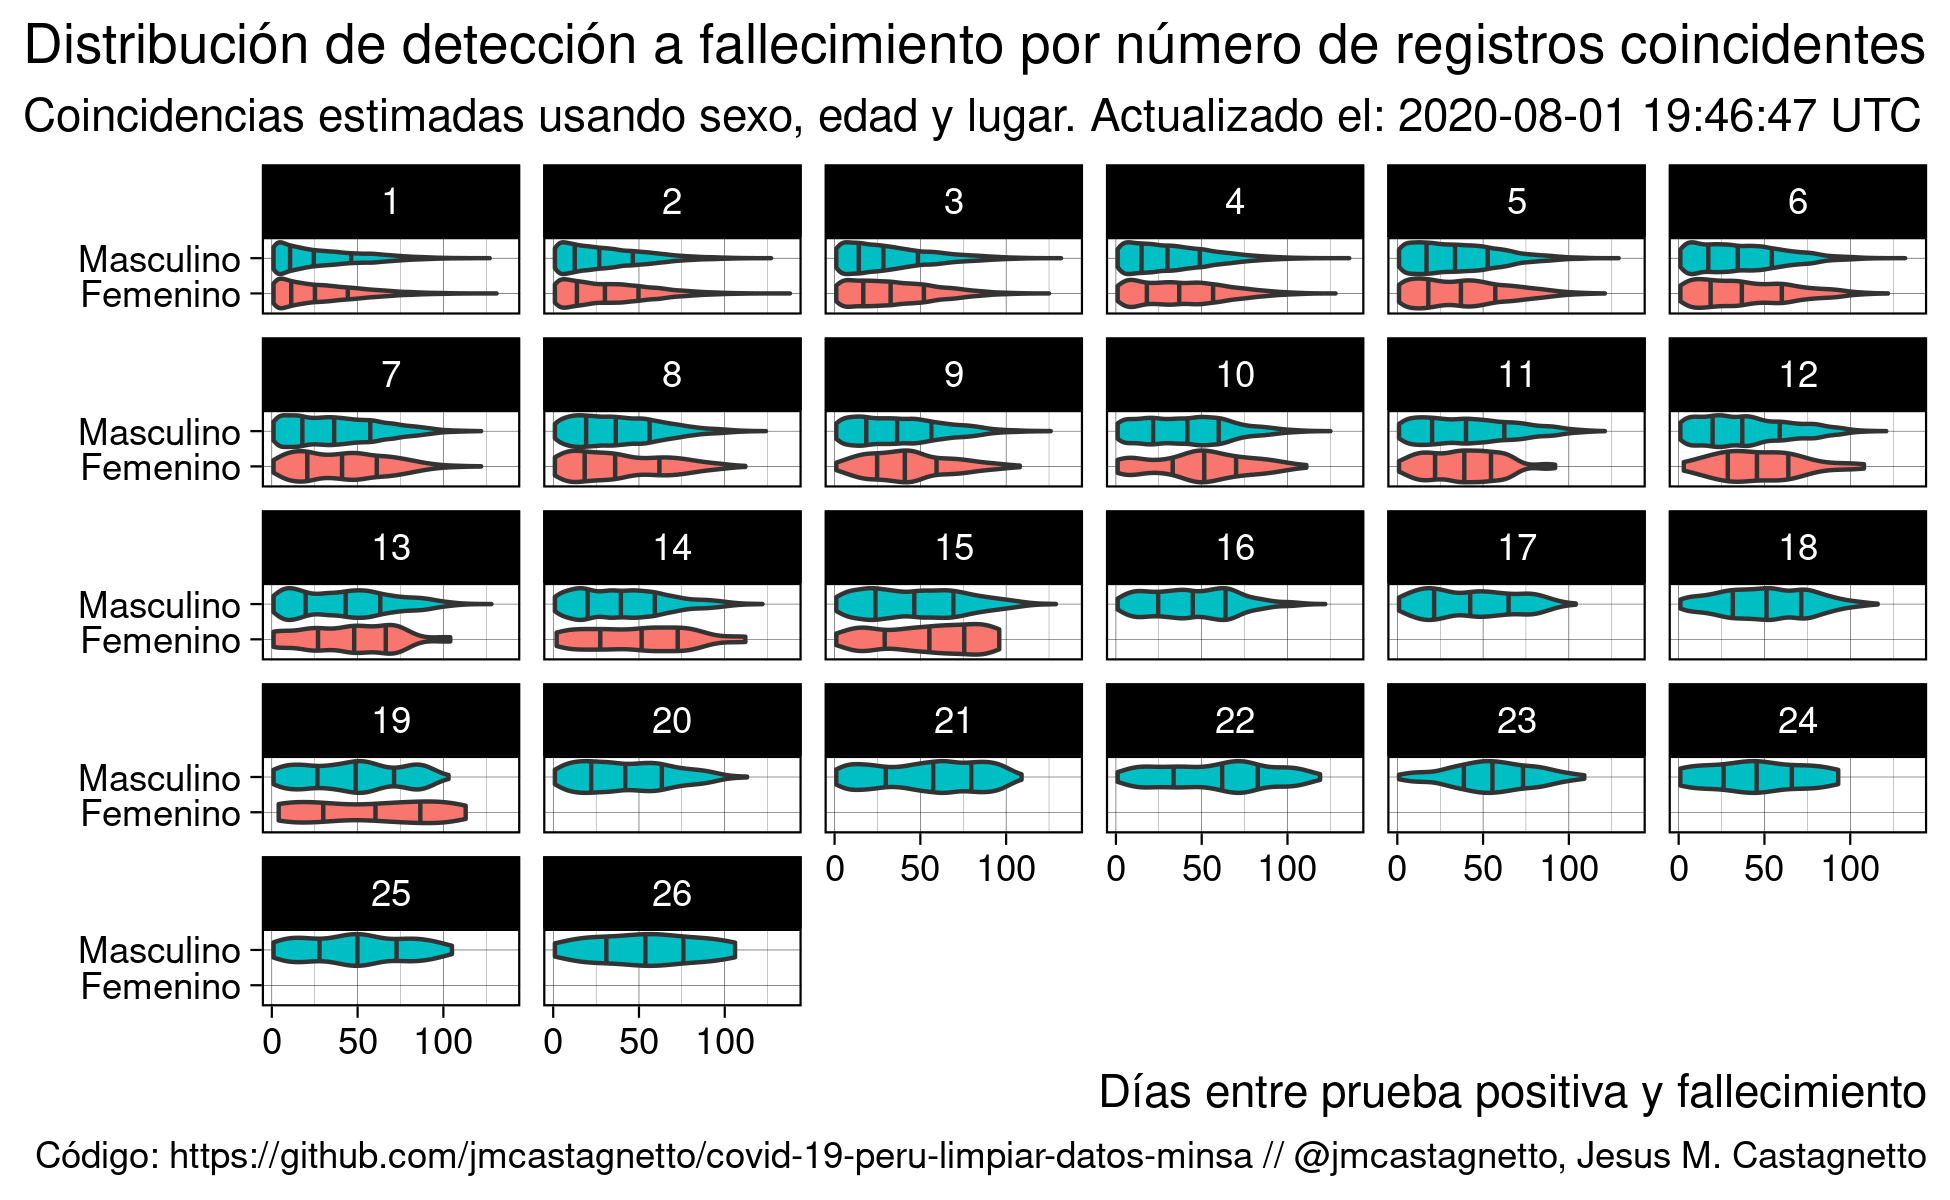 Distribución de detección a fallecimiento por número de registros coincidentes
Coincidencias estimadas usando sexo, edad y lugar. Actualizado el: 2020-08-01 19:46:47 UTC
1 2 3 4 5 6
Masculino
Femenino
7 8 9 10 11 12
Masculino
Femenino
13 14 15 16 17 18
Masculino
Femenino
19 20 21 22 23 24
Masculino
Femenino
0 50 100 0 50 100 0 50 100 0 50 100
25 26
Masculino
Femenino
0 50 100 0 50 100
Días entre prueba positiva y fallecimiento
Código: https://github.com/jmcastagnetto/covid-19-peru-limpiar-datos-minsa // @jmcastagnetto, Jesus M. Castagnetto